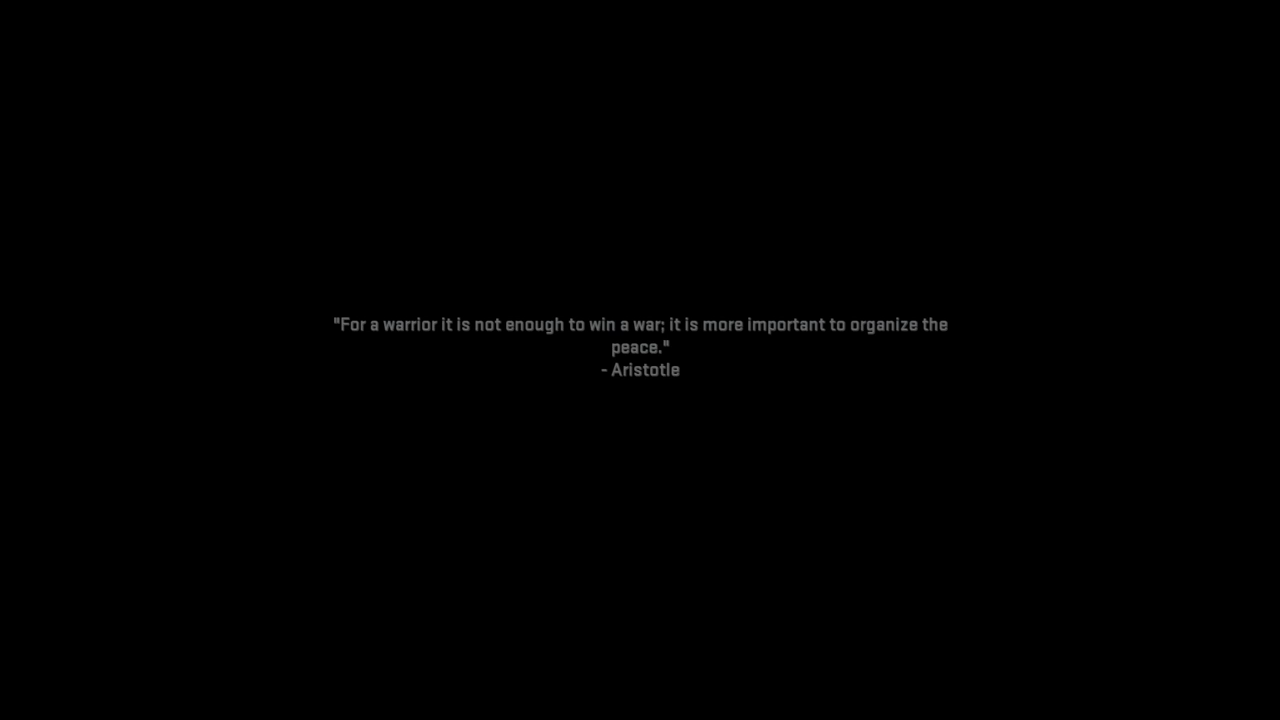 "For a warrior it is not enough to win a war; it is more important to organize the
peace."
- Aristotle